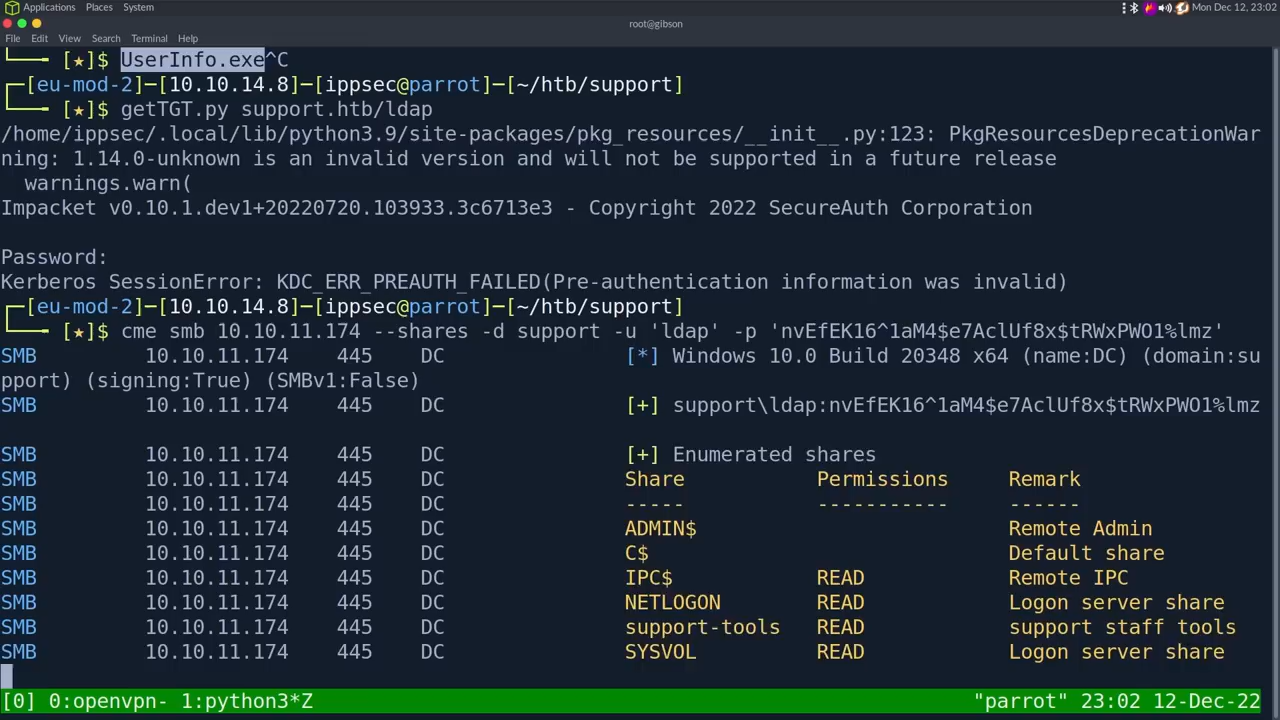 Applications Places System Mon Dec 12, 23:02
root@gibson
File Edit View Search Terminal Help
└── [★]$ UserInfo.exe^C
┌─[eu-mod-2]─[10.10.14.8]─[ippsec@parrot]─[~/htb/support]
└── [★]$ getTGT.py support.htb/ldap
/home/ippsec/.local/lib/python3.9/site-packages/pkg_resources/__init__.py:123: PkgResourcesDeprecationWar
ning: 1.14.0-unknown is an invalid version and will not be supported in a future release
warnings.warn(
Impacket v0.10.1.dev1+20220720.103933.3c6713e3 - Copyright 2022 SecureAuth Corporation
Password:
Kerberos SessionError: KDC_ERR_PREAUTH_FAILED(Pre-authentication information was invalid)
┌─[eu-mod-2]─[10.10.14.8]─[ippsec@parrot]─[~/htb/support]
└── [★]$ cme smb 10.10.11.174 --shares -d support -u 'ldap' -p 'nvEfEK16^1aM4$e7AclUf8x$tRWxPWO1%lmz'
SMB 10.10.11.174 445 DC [*] Windows 10.0 Build 20348 x64 (name:DC) (domain:su
pport) (signing:True) (SMBv1:False)
SMB 10.10.11.174 445 DC [+] support\ldap:nvEfEK16^1aM4$e7AclUf8x$tRWxPWO1%lmz
SMB 10.10.11.174 445 DC [+] Enumerated shares
SMB 10.10.11.174 445 DC Share Permissions Remark
SMB 10.10.11.174 445 DC ----- ----------- ------
SMB 10.10.11.174 445 DC ADMIN$ Remote Admin
SMB 10.10.11.174 445 DC C$ Default share
SMB 10.10.11.174 445 DC IPC$ READ Remote IPC
SMB 10.10.11.174 445 DC NETLOGON READ Logon server share
SMB 10.10.11.174 445 DC support-tools READ support staff tools
SMB 10.10.11.174 445 DC SYSVOL READ Logon server share
[0] 0:openvpn- 1:python3*Z "parrot" 23:02 12-Dec-22